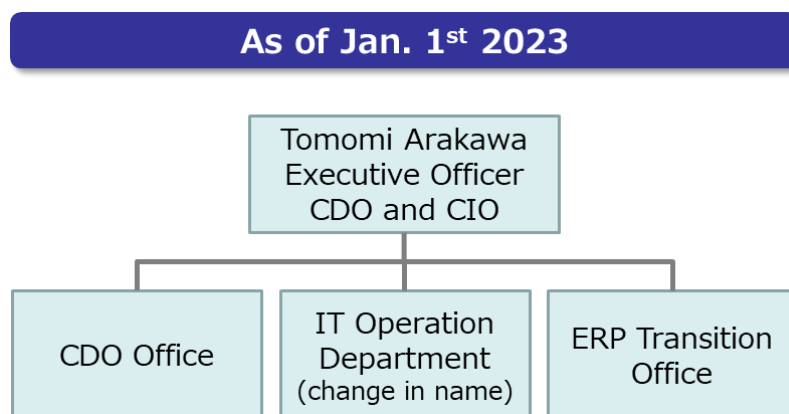 As of Jan. 1st 2023
Tomomi Arakawa
Executive Officer
CDO and CIO
CDO Office
IT Operation
Department
(change in name)
ERP Transition
Office